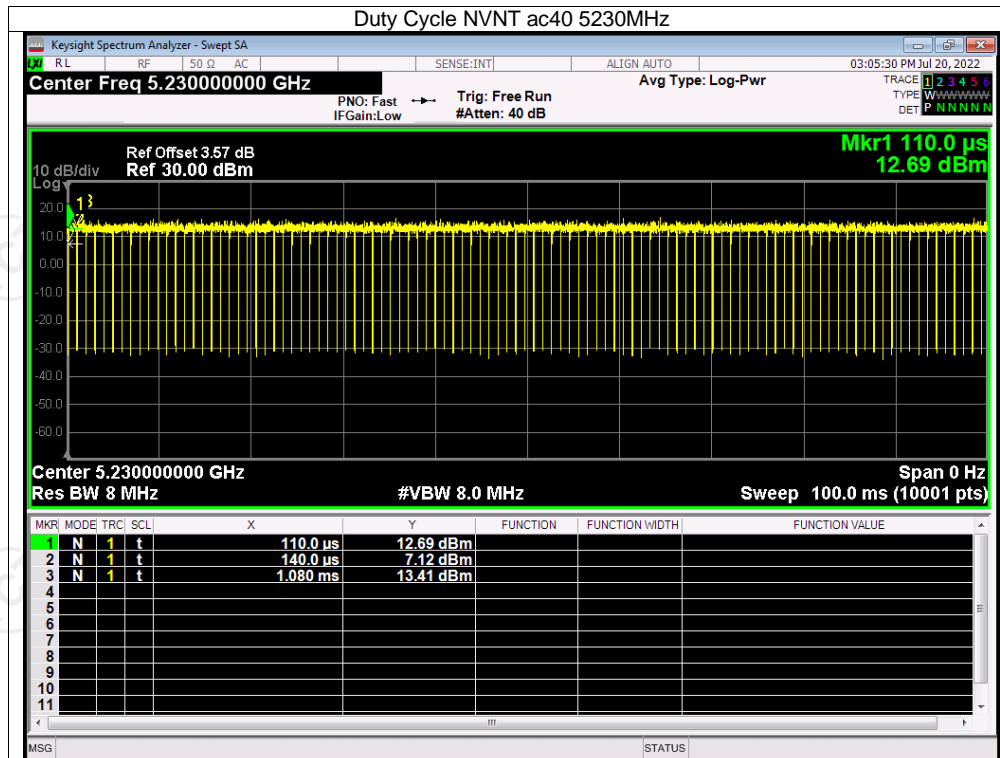 Duty Cycle NVNT ac40 5230MHz
Keysight Spectrum Analyzer - Swept SA
LXI RL RF 50 Ω AC SENSE:INT ALIGN AUTO 03:05:30 PM Jul 20, 2022
Center Freq 5.230000000 GHz Avg Type: Log-Pwr TRACE 1 2 3 4 5 6
PNO: Fast Trig: Free Run TYPE WWWWWW
IFGain:Low #Atten: 40 dB DET P N N N N N
Mkr1 110.0 µs
Ref Offset 3.57 dB 12.69 dBm
10 dB/div Ref 30.00 dBm
Log
1 3
20.0
2
10.0
0.00
-10.0
-20.0
-30.0
-40.0
-50.0
-60.0
Center 5.230000000 GHz Span 0 Hz
Res BW 8 MHz #VBW 8.0 MHz Sweep 100.0 ms (10001 pts)
MKR MODE TRC SCL X Y FUNCTION FUNCTION WIDTH FUNCTION VALUE
1 N 1 t 110.0 µs 12.69 dBm
2 N 1 t 140.0 µs 7.12 dBm
3 N 1 t 1.080 ms 13.41 dBm
4
5
6
7
8
9
10
11
MSG STATUS